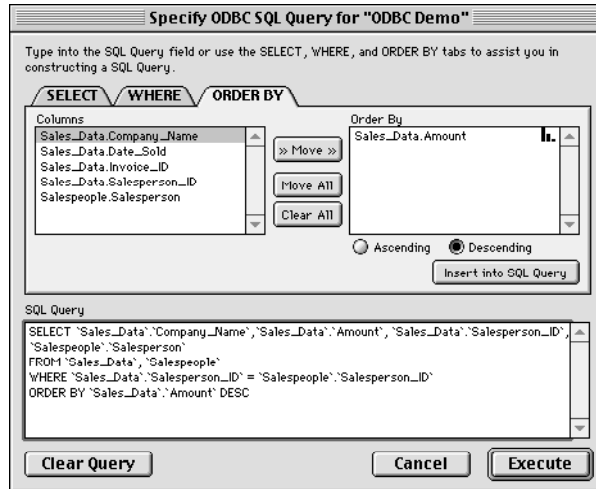 Specify ODBC SQL Query for "ODBC Demo"
Type into the SQL Query field or use the SELECT, WHERE, and ORDER BY tabs to assist you in
constructing a SQL Query.
SELECT WHERE ORDER BY
Columns
Sales_Data.Company_Name
Sales_Data.Date_Sold
Sales_Data.Invoice_ID
Sales_Data.Salesperson_ID
Salespeople.Salesperson
» Move »
Move All
Clear All
Order By
Sales_Data.Amount
Ascending Descending
Insert into SQL Query
SQL Query
SELECT `Sales_Data`.`Company_Name`,`Sales_Data`.`Amount`, `Sales_Data`.`Salesperson_ID`,
`Salespeople`.`Salesperson`
FROM `Sales_Data`, `Salespeople`
WHERE `Sales_Data`.`Salesperson_ID` = `Salespeople`.`Salesperson_ID`
ORDER BY `Sales_Data`.`Amount` DESC
Clear Query Cancel Execute